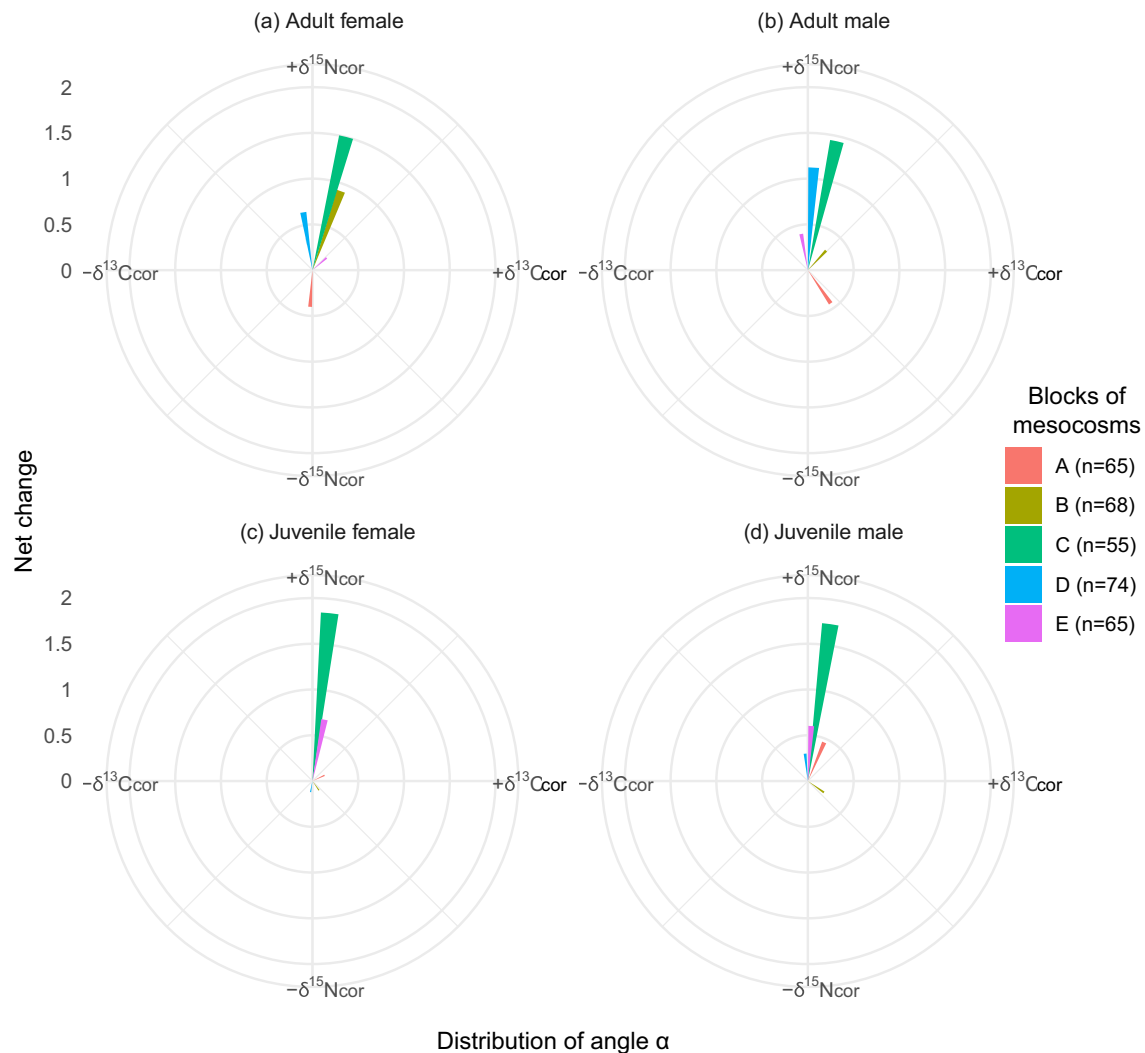 (a) Adult female
(b) Adult male
+δ¹⁵Ncor
+δ¹⁵Ncor
2
1.5
1
0.5
0
−δ¹³Ccor
+δ¹³Ccor
−δ¹³Ccor
+δ¹³Ccor
−δ¹⁵Ncor
−δ¹⁵Ncor
Net change
Blocks of
mesocosms
A (n=65)
B (n=68)
C (n=55)
D (n=74)
E (n=65)
(c) Juvenile female
(d) Juvenile male
+δ¹⁵Ncor
+δ¹⁵Ncor
2
1.5
1
0.5
0
−δ¹³Ccor
+δ¹³Ccor
−δ¹³Ccor
+δ¹³Ccor
−δ¹⁵Ncor
−δ¹⁵Ncor
Distribution of angle α